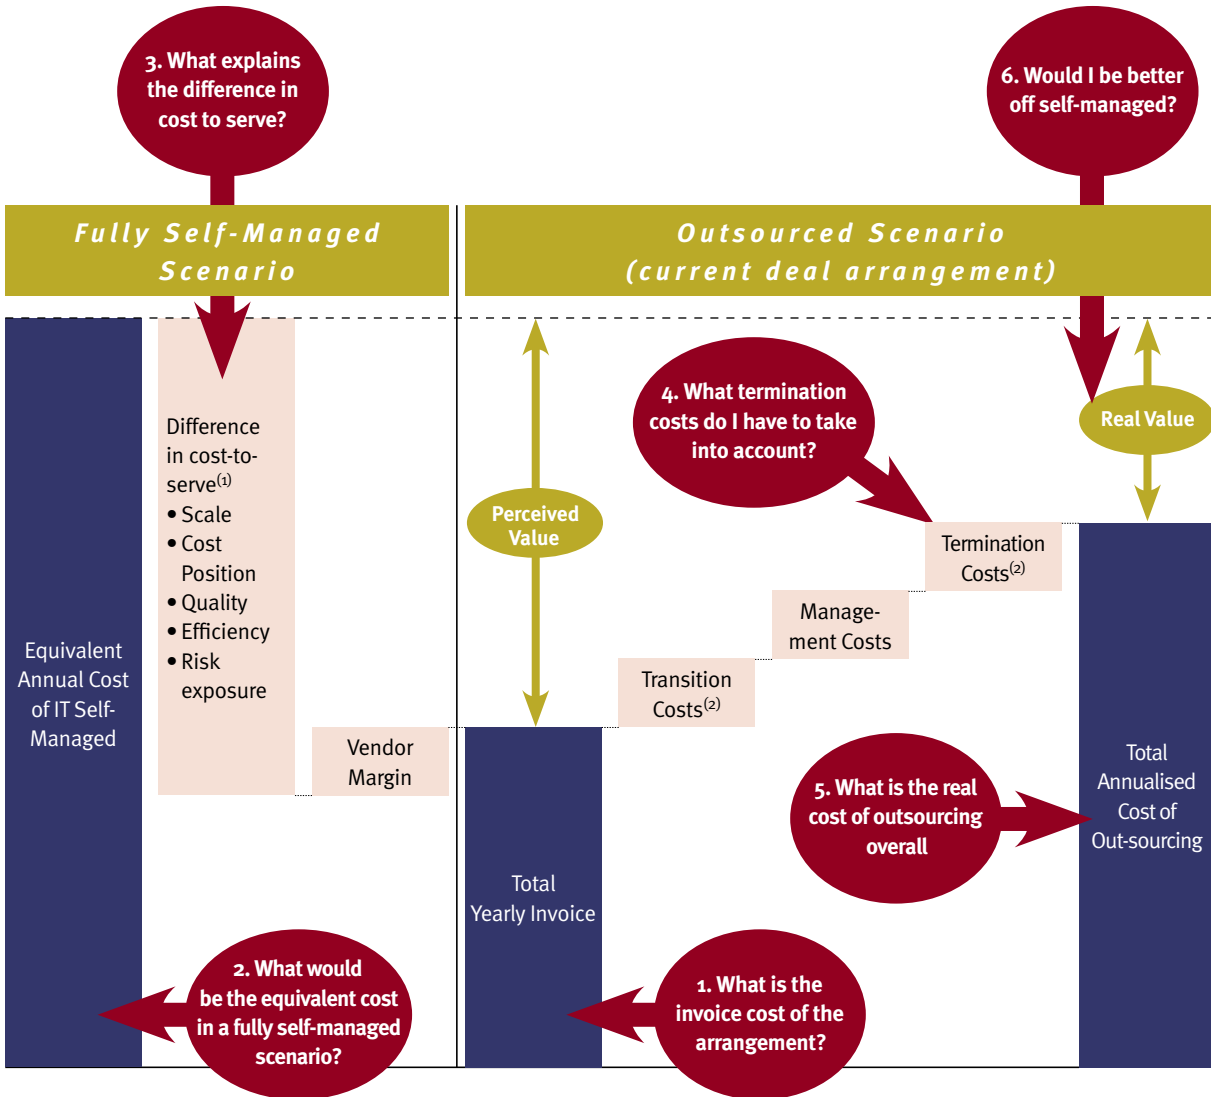 3. What explains
the difference in
cost to serve?
6. Would I be better
off self-managed?
Fully Self-Managed
Scenario
Outsourced Scenario
(current deal arrangement)
Difference
in cost-to-
serve(1)
• Scale
• Cost
Position
• Quality
• Efficiency
• Risk
exposure
4. What termination
costs do I have to take
into account?
Real Value
Perceived
Value
Termination
Costs(2)
Manage-
ment Costs
Transition
Costs(2)
Equivalent
Annual Cost
of IT Self-
Managed
Vendor
Margin
5. What is the real
cost of outsourcing
overall
Total
Annualised
Cost of
Out-sourcing
Total
Yearly Invoice
2. What would
be the equivalent cost
in a fully self-managed
scenario?
1. What is the
invoice cost of the
arrangement?